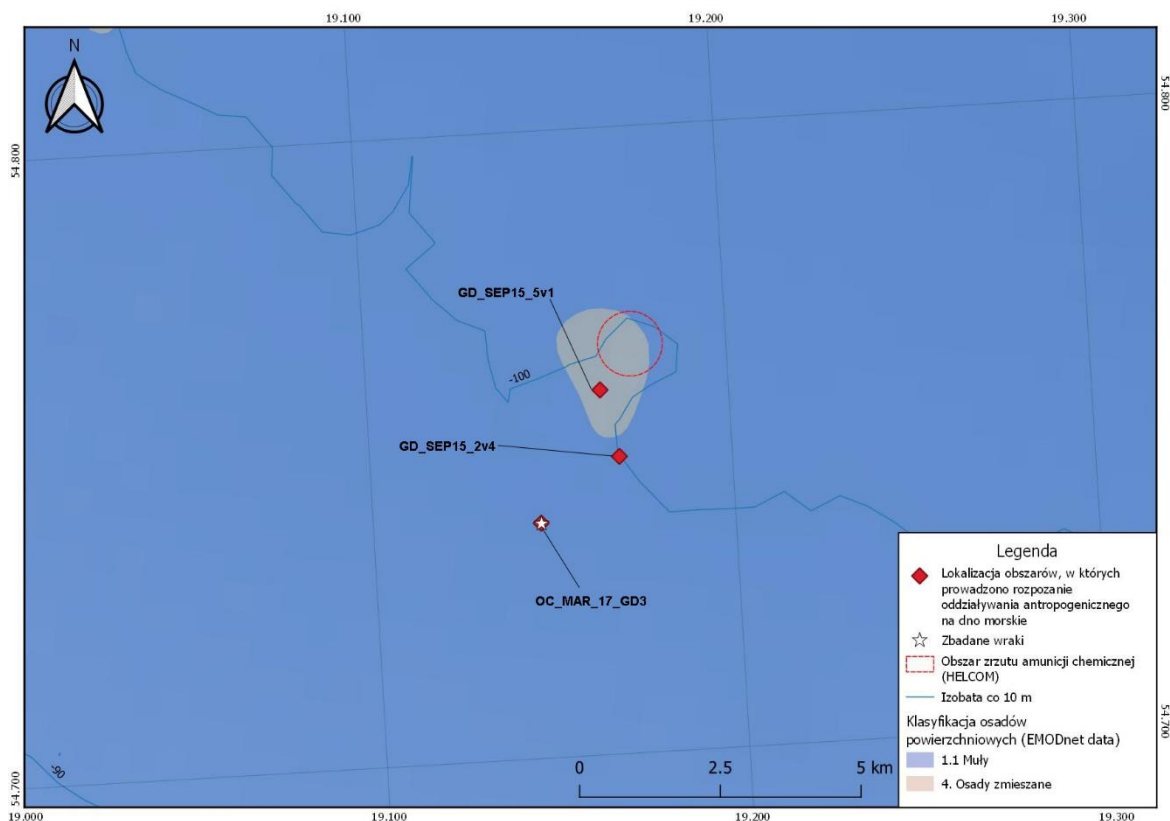 19.100
19.200
19.300
N
54.800
54.800
GD_SEP15_5v1
-100
GD_SEP15_2v4
OC_MAR_17_GD3
Legenda
Lokalizacja obszarów, w których
prowadzono rozpozanie
oddziaływania antropogenicznego
na dno morskie
Zbadane wraki
Obszar zrzutu amunicji chemicznej
(HELCOM)
Izobata co 10 m
Klasyfikacja osadów
powierzchniowych (EMODnet data)
1.1 Muły
4. Osady zmieszane
54.700
54.700
-90
0 2.5 5 km
19.000
19.100
19.200
19.300